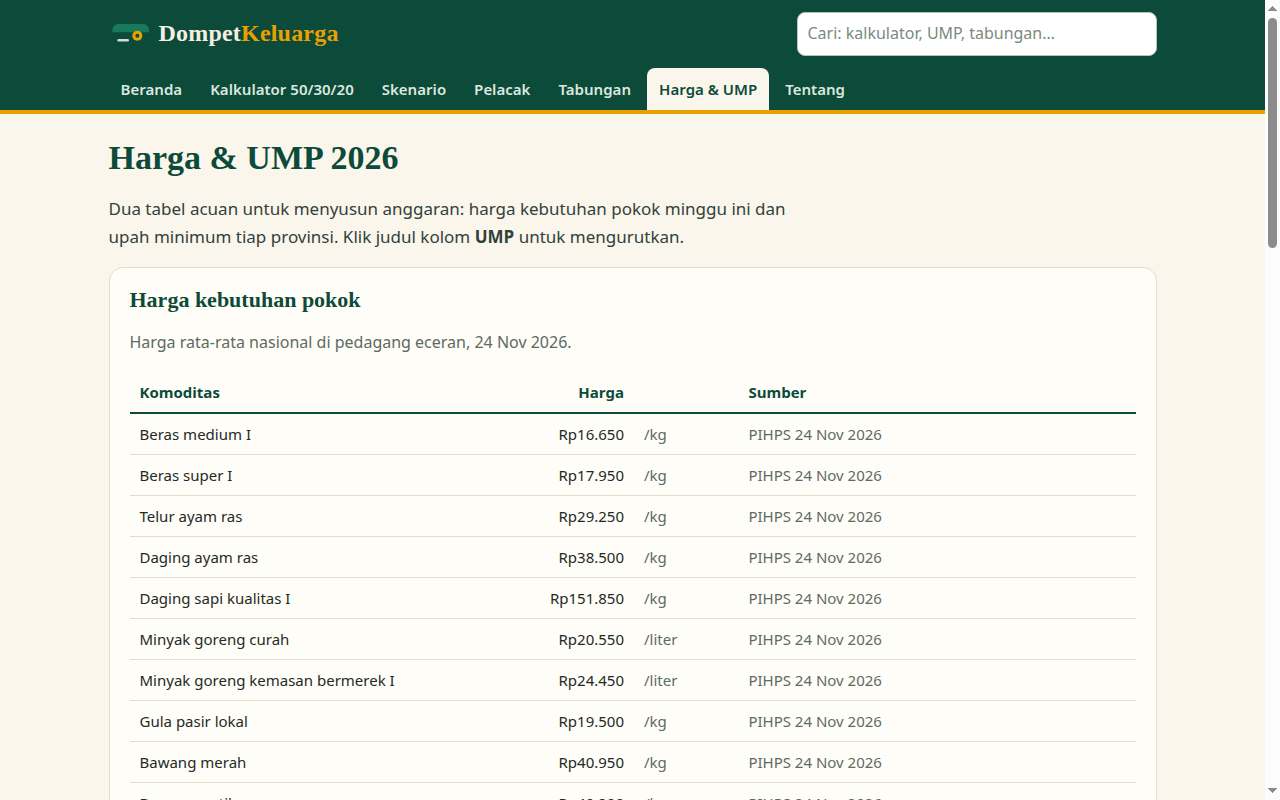 DompetKeluarga
Cari: kalkulator, UMP, tabungan...
Beranda Kalkulator 50/30/20 Skenario Pelacak Tabungan Harga & UMP Tentang
Harga & UMP 2026
Dua tabel acuan untuk menyusun anggaran: harga kebutuhan pokok minggu ini dan
upah minimum tiap provinsi. Klik judul kolom UMP untuk mengurutkan.
Harga kebutuhan pokok
Harga rata-rata nasional di pedagang eceran, 24 Nov 2026.
Komoditas Harga Sumber
Beras medium I Rp16.650 /kg PIHPS 24 Nov 2026
Beras super I Rp17.950 /kg PIHPS 24 Nov 2026
Telur ayam ras Rp29.250 /kg PIHPS 24 Nov 2026
Daging ayam ras Rp38.500 /kg PIHPS 24 Nov 2026
Daging sapi kualitas I Rp151.850 /kg PIHPS 24 Nov 2026
Minyak goreng curah Rp20.550 /liter PIHPS 24 Nov 2026
Minyak goreng kemasan bermerek I Rp24.450 /liter PIHPS 24 Nov 2026
Gula pasir lokal Rp19.500 /kg PIHPS 24 Nov 2026
Bawang merah Rp40.950 /kg PIHPS 24 Nov 2026